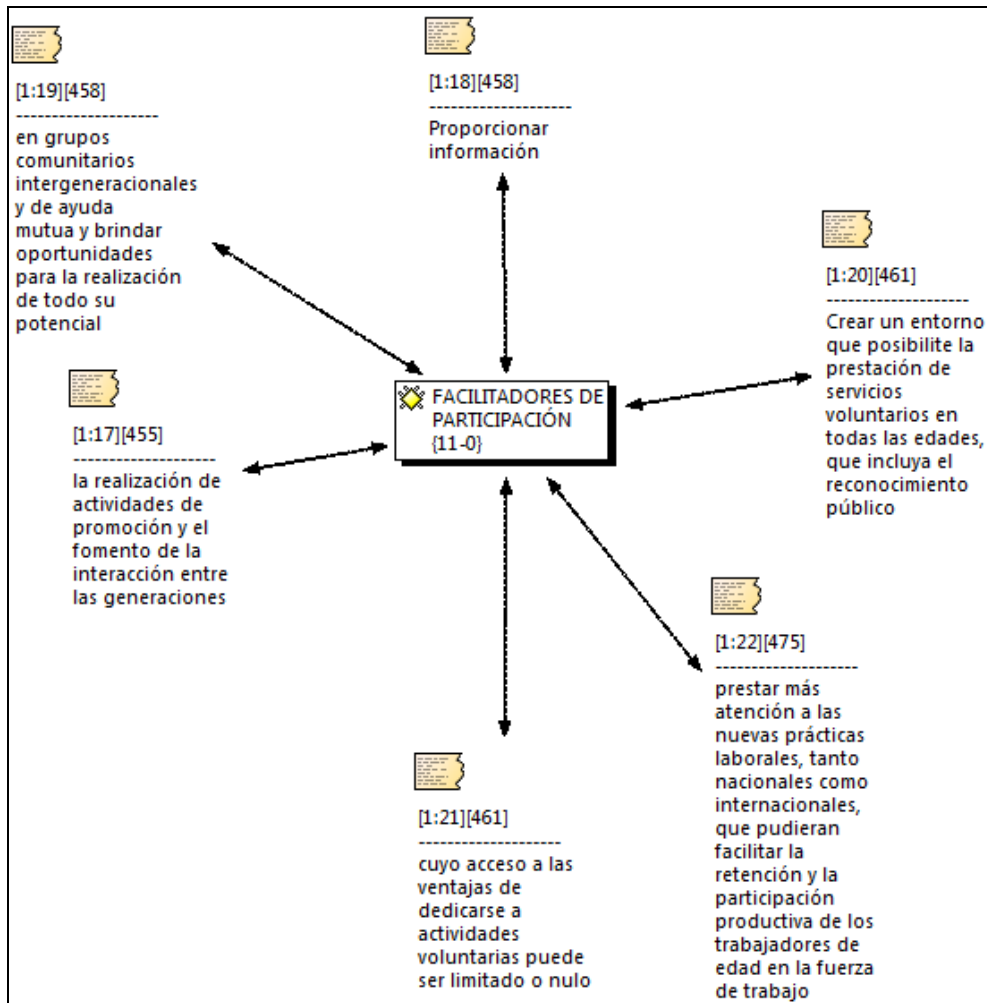 [1:19][458]
--------------------
en grupos
comunitarios
intergeneracionales
y de ayuda
mutua y brindar
oportunidades
para la realización
de todo su
potencial
[1:18][458]
--------------------
Proporcionar
información
[1:20][461]
--------------------
Crear un entorno
que posibilite la
prestación de
servicios
voluntarios en
todas las edades,
que incluya el
reconocimiento
público
FACILITADORES DE
PARTICIPACIÓN
{11-0}
[1:17][455]
--------------------
la realización de
actividades de
promoción y el
fomento de la
interacción entre
las generaciones
[1:22][475]
--------------------
prestar más
atención a las
nuevas prácticas
laborales, tanto
nacionales como
internacionales,
que pudieran
facilitar la
retención y la
participación
productiva de los
trabajadores de
edad en la fuerza
de trabajo
[1:21][461]
--------------------
cuyo acceso a las
ventajas de
dedicarse a
actividades
voluntarias puede
ser limitado o nulo